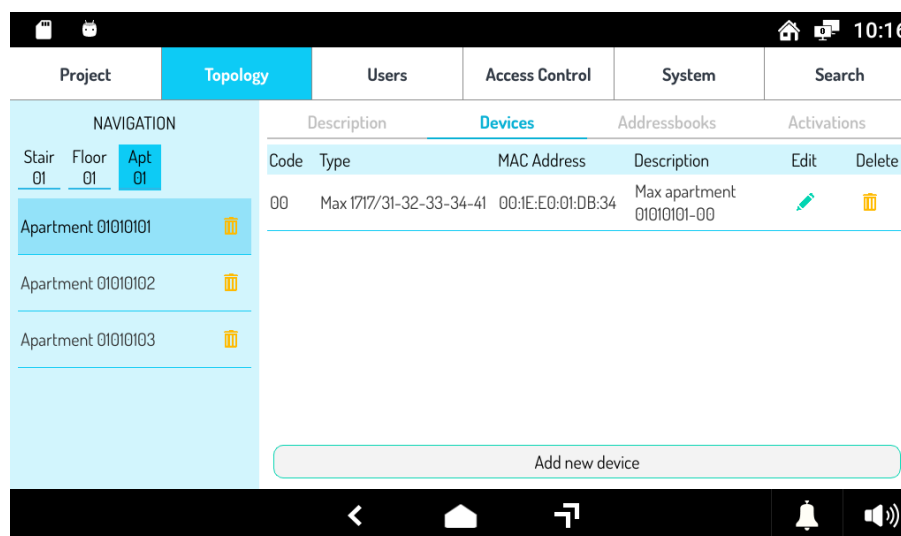 10:16
Project Topology Users Access Control System Search
NAVIGATION
Description Devices Addressbooks Activations
Stair Floor Apt
01 01 01
Code Type MAC Address Description Edit Delete
00 Max 1717/31-32-33-34-41 00:1E:E0:01:DB:34 Max apartment
01010101-00
Apartment 01010101
Apartment 01010102
Apartment 01010103
Add new device